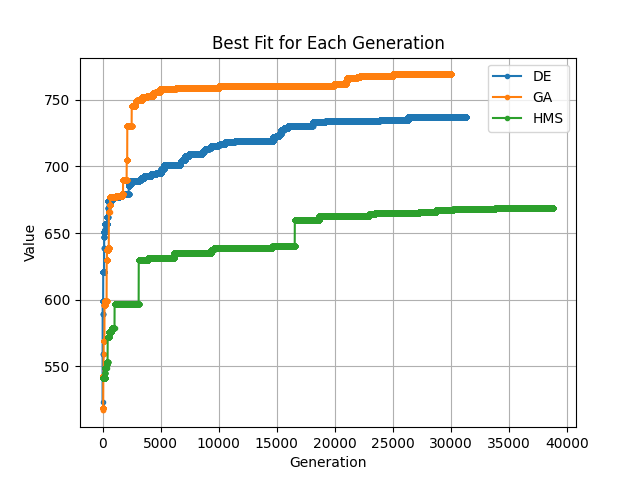 Best Fit for Each Generation
DE
GA
HMS
Value
750
700
650
600
550
0 5000 10000 15000 20000 25000 30000 35000 40000
Generation